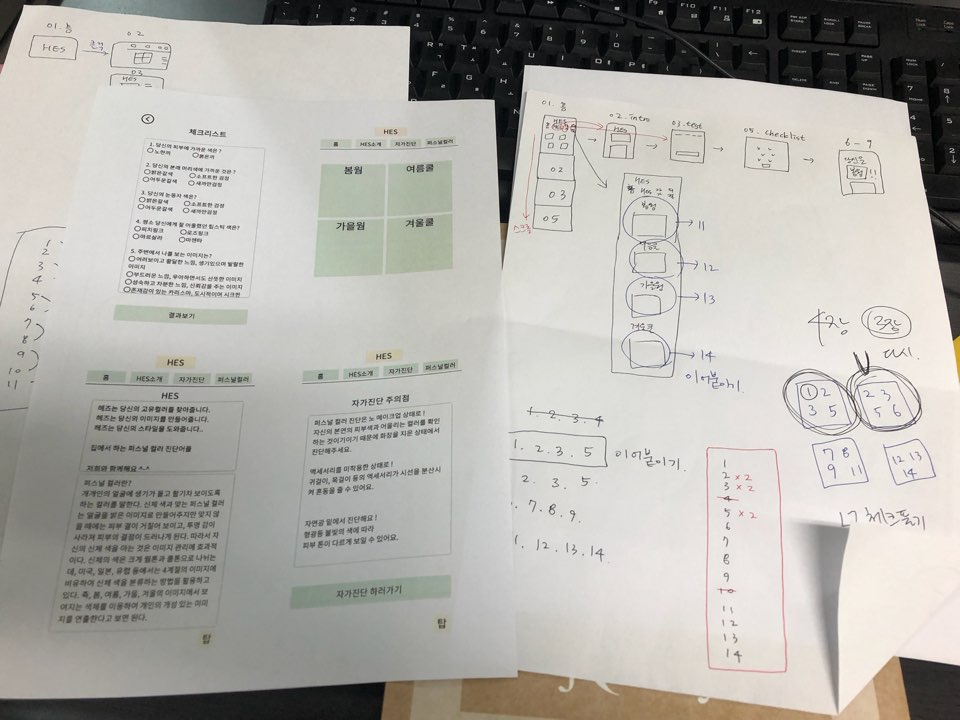 01. 홈
02
HES
클릭
03
HES
1
2
3
4
5
6
7
8
9
10
11
체크리스트
1. 당신의 피부에 가까운 색은?
노란끼 붉은끼
2. 당신의 본래 머리색에 가까운 것은?
밝은갈색 소프트한 검정
어두운갈색 새까만검정
3. 당신의 눈동자 색은?
밝은갈색 소프트한 검정
어두운갈색 새까만검정
4. 평소 당신에게 잘 어울렸던 립스틱 색은?
피치핑크 로즈핑크
마르살라 마젠타
5. 주변에서 나를 보는 이미지는?
어려보이고 활달한 느낌, 생기있으며 발랄한
이미지
부드러운 느낌, 우아하면서도 산뜻한 이미지
성숙하고 차분한 느낌, 신뢰감을 주는 이미지
존재감이 있는 카리스마, 도시적이며 시크한
결과보기
HES
홈 HES소개 자가진단 퍼스널컬러
봄웜 여름쿨
가을웜 겨울쿨
HES
홈 HES소개 자가진단 퍼스널컬러
HES
헤즈는 당신의 고유컬러를 찾아줍니다.
헤즈는 당신의 이미지를 만들어줍니다.
헤즈는 당신의 스타일을 도와줍니다..
집에서 하는 퍼스널 컬러 진단어플
저희와 함께해요 ^.^
퍼스널 컬러란?
개개인의 얼굴에 생기가 돌고 활기차 보이도록
하는 컬러를 말한다. 신체 색과 맞는 퍼스널 컬러
는 얼굴을 밝은 이미지로 만들어주지만 맞지 않
을 때에는 피부 결이 거칠어 보이고, 투명 감이
사라져 피부의 결점이 드러나게 된다. 따라서 자
신의 신체 색을 아는 것은 이미지 관리에 효과적
이다. 신체의 색은 크게 웜톤과 쿨톤으로 나뉘는
데, 미국, 일본, 유럽 등에서는 4계절의 이미지에
비유하여 신체 색을 분류하는 방법을 활용하고
있다. 즉, 봄, 여름, 가을, 겨울의 이미지에서 보
여지는 색채를 이용하여 개인의 개성 있는 이미
지를 연출한다고 보면 된다.
탑
HES
홈 HES소개 자가진단 퍼스널컬러
자가진단 주의점
퍼스널 컬러 진단은 노 메이크업 상태로 !
자신의 본연의 피부색과 어울리는 컬러를 확인
하는 것이기이기 때문에 화장을 지운 상태에서
진단해주세요.
액세서리를 미착용한 상태로 !
귀걸이, 목걸이 등의 액세서리가 시선을 분산시
켜 혼동을 줄 수 있어요.
자연광 밑에서 진단해요 !
형광등 불빛의 색에 따라
피부 톤이 다르게 보일 수 있어요.
자가진단 하러가기
탑
01. 홈
HES
02
03
05
스크롤
02. intro
HES
03. test
05. checklist
6 - 9
당신은
봄웜!!
HES
봄웜
11
12
가을웜
13
겨울쿨
14
이어붙이기.
4장 2장
다시.
1 2
3 5
2 3
5 6
7 8
9 11
12 13
14
체크풀기
1 2 3 4
1. 2. 3. 5 이어붙이기.
2. 3. 5.
7. 8. 9.
1. 12. 13. 14
1
2 x 2
3 x 2
4
5 x 2
6
7
8
9
10
11
12
13
14